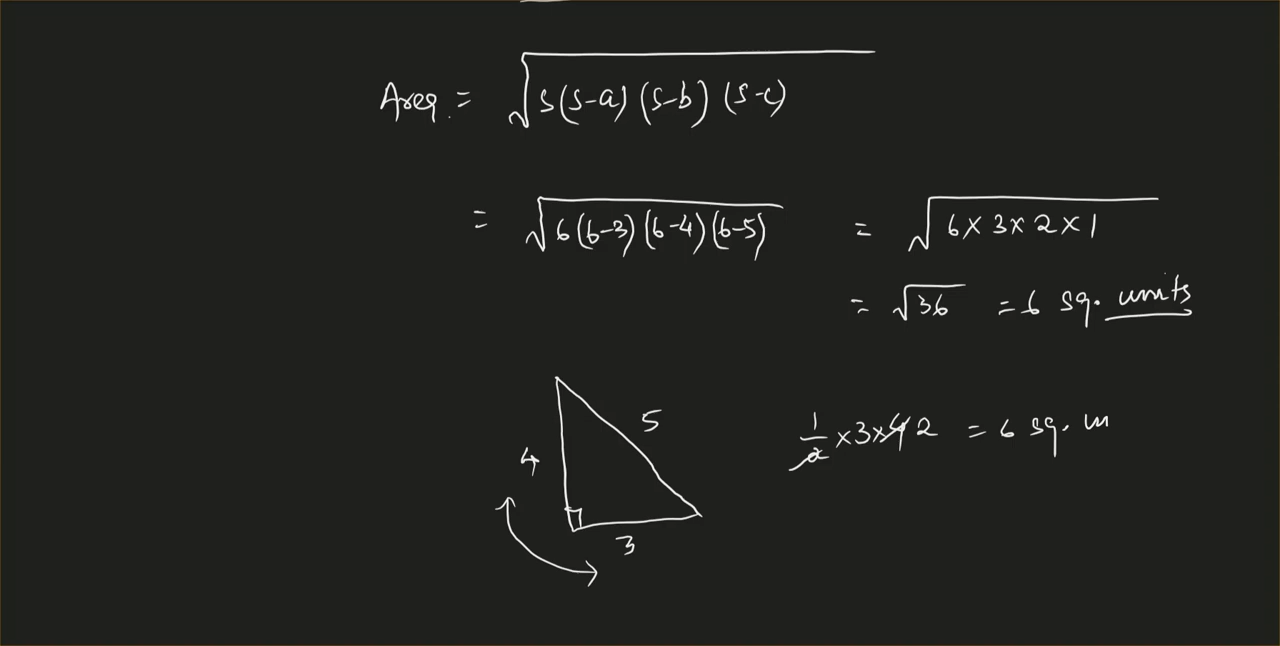 Area = √s(s-a)(s-b)(s-c)
= √6(6-3)(6-4)(6-5) = √6×3×2×1
= √36 = 6 sq. units
5
1/2 ×3×4 2 = 6 sq.
4
3